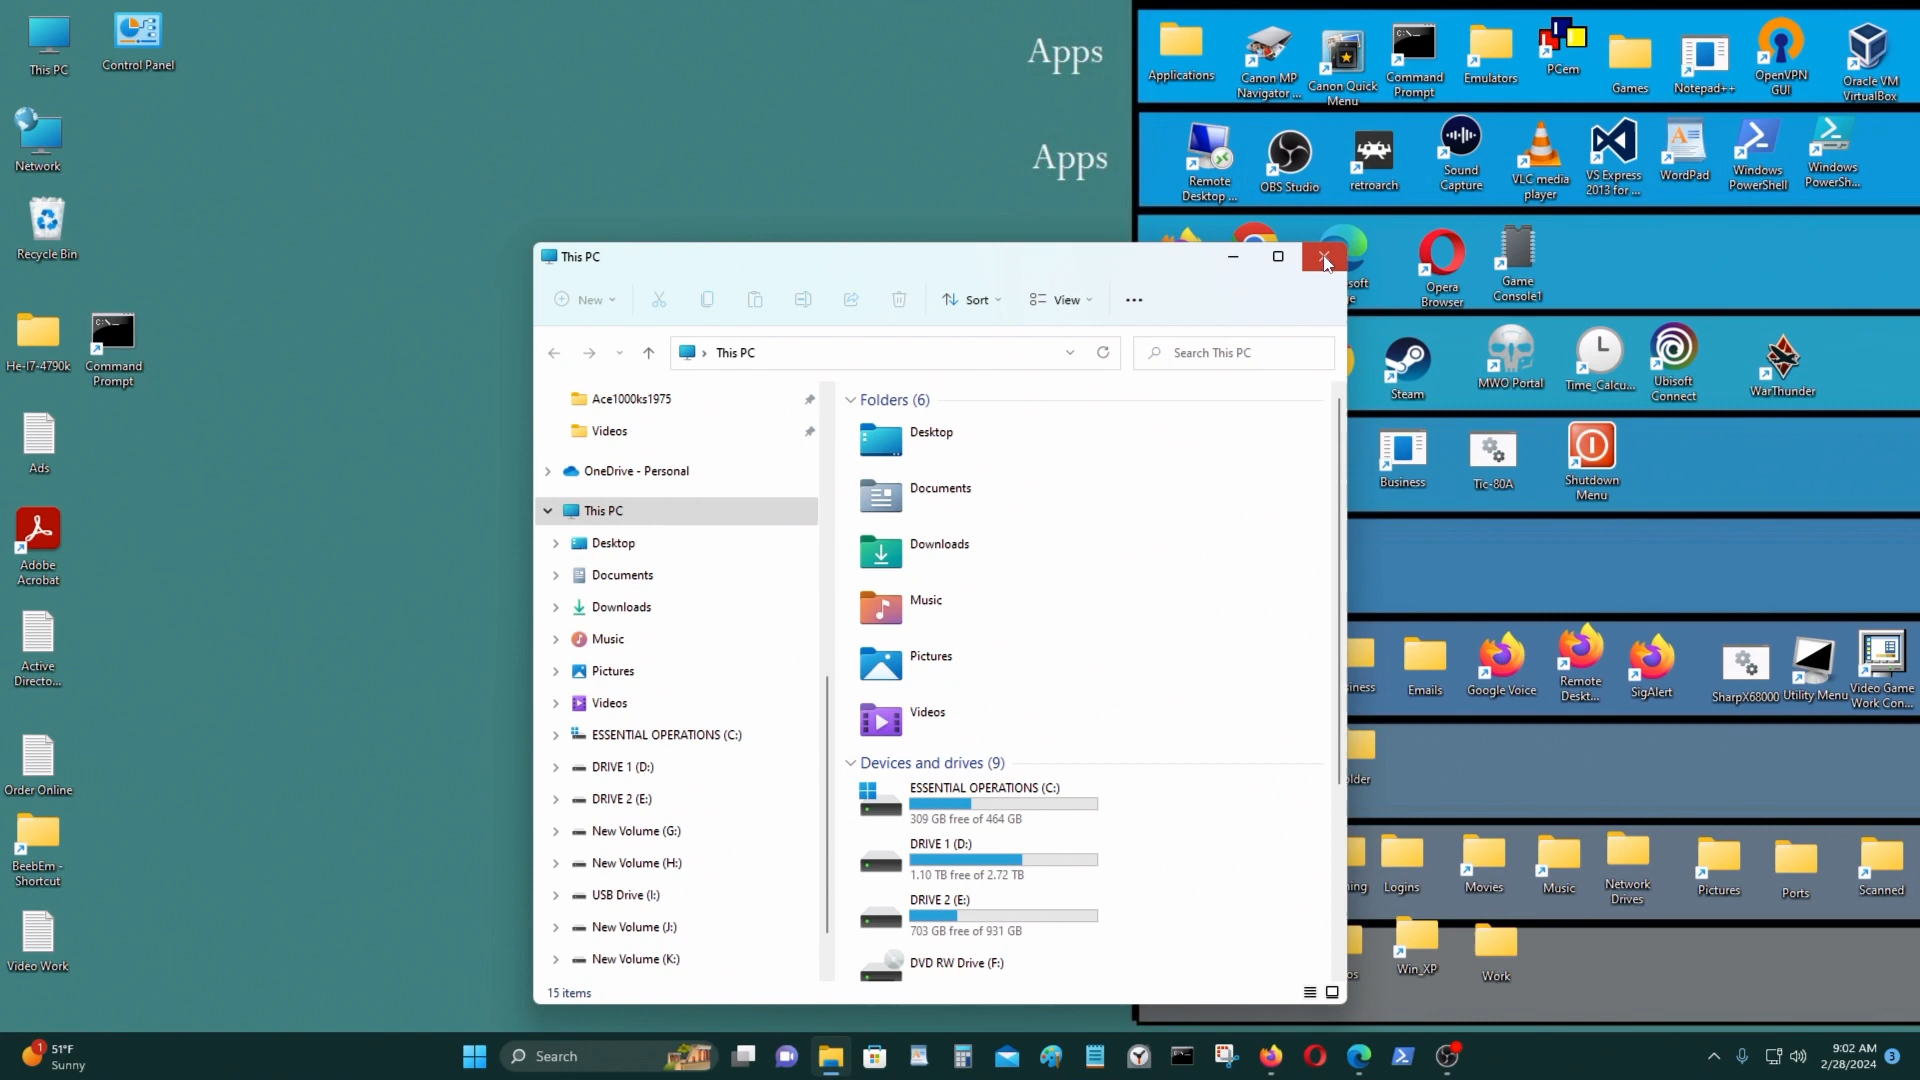 This PC
Control Panel
Network
Recycle Bin
He-I7-4790k
Command
Prompt
Ads
Adobe
Acrobat
Active
Directo...
Order Online
BeebEm -
Shortcut
Video Work
Apps
Apps
Applications
Canon MP
Navigator ...
Canon Quick
Menu
Command
Prompt
Emulators
PCem
Games
Notepad++
OpenVPN
GUI
Oracle VM
VirtualBox
Remote
Desktop ...
OBS Studio
retroarch
Sound
Capture
VLC media
player
VS Express
2013 for ...
WordPad
Windows
PowerShell
Windows
PowerSh...
Opera
Browser
Game
Console1
Steam
MWO Portal
Time_Calcu...
Ubisoft
Connect
WarThunder
Business
Tic-80A
Shutdown
Menu
Emails
Google Voice
Remote
Deskt...
SigAlert
SharpX68000
Utility Menu
Video Game
Work Con...
Logins
Movies
Music
Network
Drives
Pictures
Ports
Scanned
Win_XP
Work
This PC
New
Sort
View
This PC
Search This PC
Ace1000ks1975
Videos
OneDrive - Personal
This PC
Desktop
Documents
Downloads
Music
Pictures
Videos
ESSENTIAL OPERATIONS (C:)
DRIVE 1 (D:)
DRIVE 2 (E:)
New Volume (G:)
New Volume (H:)
USB Drive (I:)
New Volume (J:)
New Volume (K:)
Folders (6)
Desktop
Documents
Downloads
Music
Pictures
Videos
Devices and drives (9)
ESSENTIAL OPERATIONS (C:)
309 GB free of 464 GB
DRIVE 1 (D:)
1.10 TB free of 2.72 TB
DRIVE 2 (E:)
703 GB free of 931 GB
DVD RW Drive (F:)
15 items
1
51°F
Sunny
Search
9:02 AM
2/28/2024
3